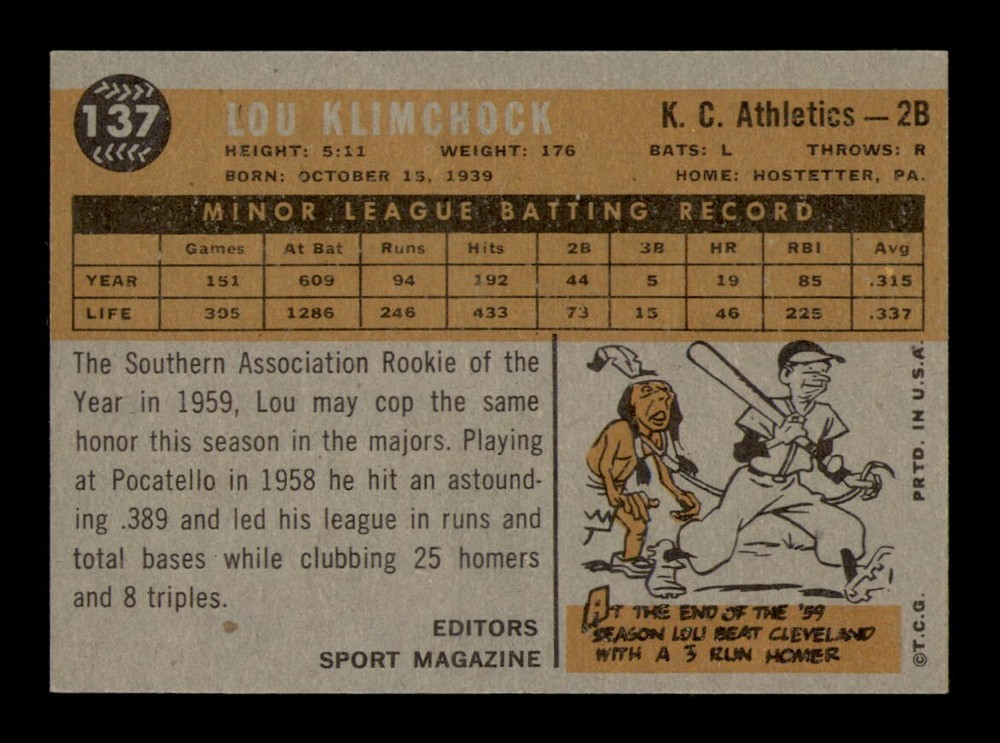 137
LOU KLIMCHOCK
K. C. Athletics — 2B
HEIGHT: 5:11 WEIGHT: 176 BATS: L THROWS: R
BORN: OCTOBER 15, 1939 HOME: HOSTETTER, PA.
MINOR LEAGUE BATTING RECORD
Games At Bat Runs Hits 2B 3B HR RBI Avg
YEAR 151 609 94 192 44 5 19 85 .315
LIFE 305 1286 246 433 73 15 46 225 .337
The Southern Association Rookie of the
Year in 1959, Lou may cop the same
honor this season in the majors. Playing
at Pocatello in 1958 he hit an astound-
ing .389 and led his league in runs and
total bases while clubbing 25 homers
and 8 triples.
EDITORS
SPORT MAGAZINE
AT THE END OF THE '59
SEASON LOU BEAT CLEVELAND
WITH A 3 RUN HOMER
©T.C.G. PRTD. IN U.S.A.